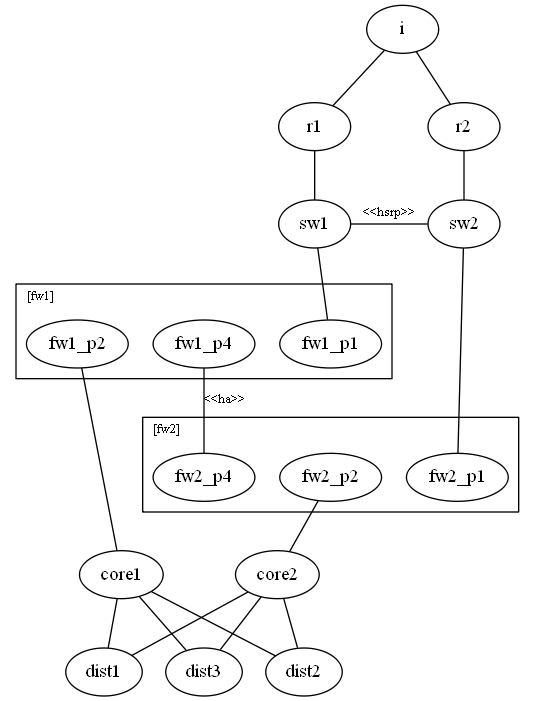 i
r1
r2
sw1
<<hsrp>>
sw2
[fw1]
fw1_p2
fw1_p4
fw1_p1
<<ha>>
[fw2]
fw2_p4
fw2_p2
fw2_p1
core1
core2
dist1
dist3
dist2